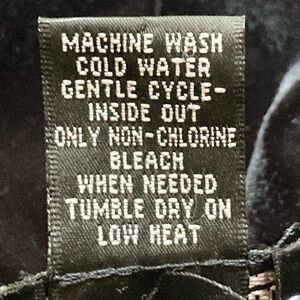 MACHINE WASH
COLD WATER
GENTLE CYCLE-
INSIDE OUT
ONLY NON-CHLORINE
BLEACH
WHEN NEEDED
TUMBLE DRY ON
LOW HEAT